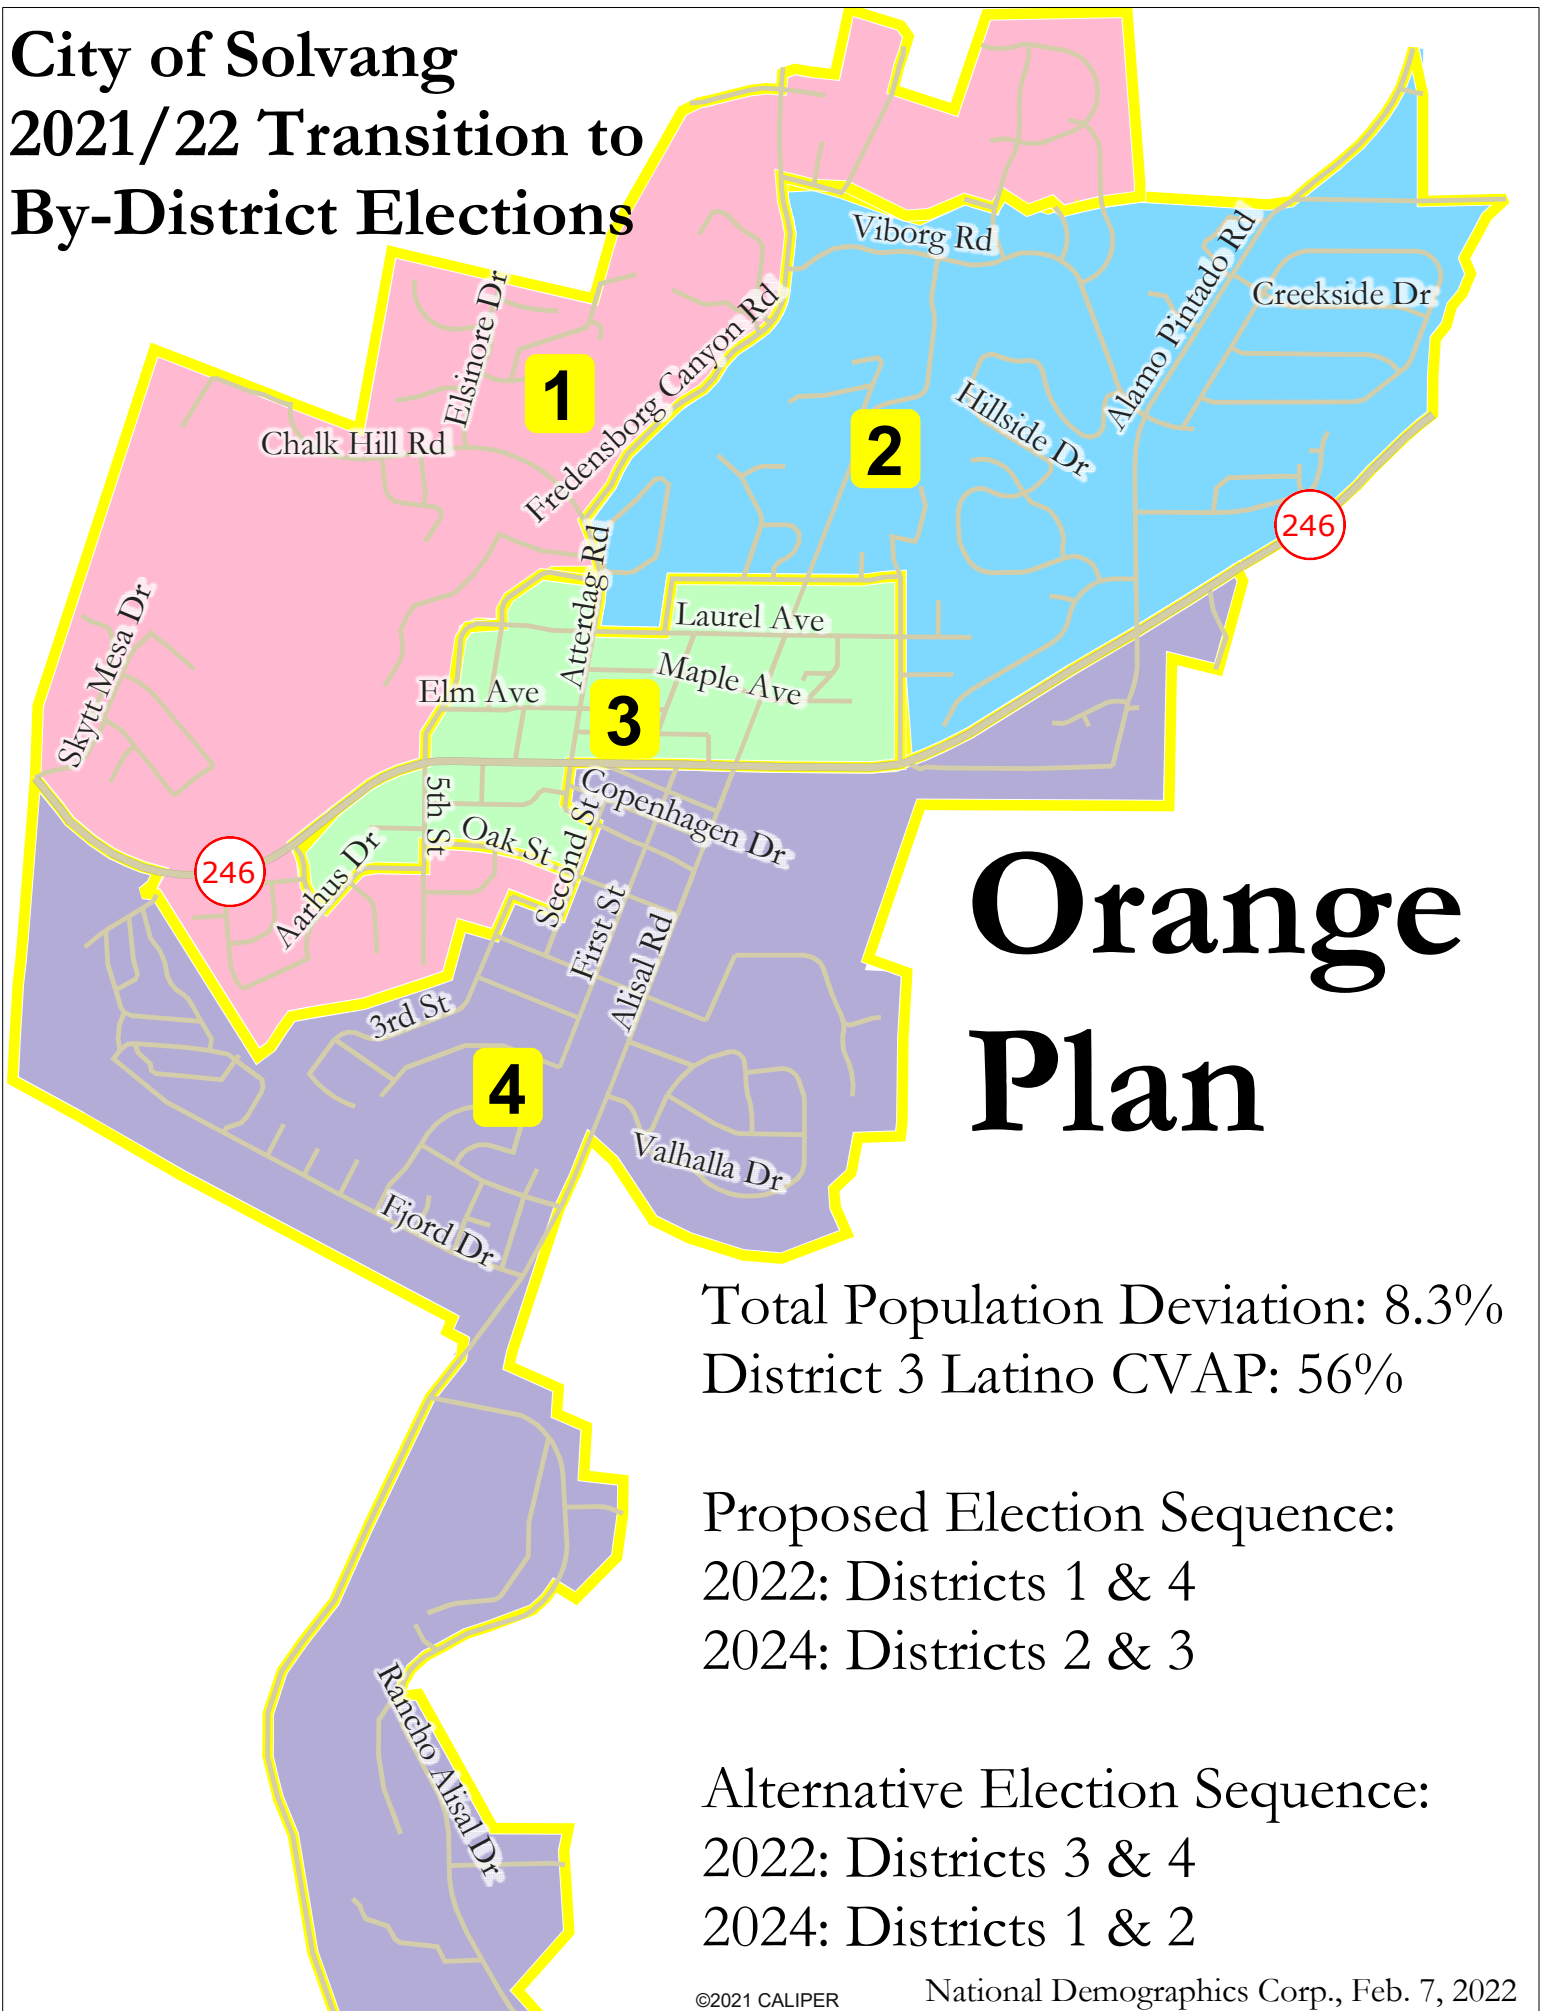 City of Solvang
2021/22 Transition to
By-District Elections
Viborg Rd
Alamo Pintado Rd
Creekside Dr
Elsinore Dr
Fredensborg Canyon Rd
1
Hillside Dr
2
Chalk Hill Rd
246
Atterdag Rd
Skytt Mesa Dr
Laurel Ave
Maple Ave
Elm Ave
3
5th St
Copenhagen Dr
Oak St
Second St
246
Aarhus Dr
First St
Alisal Rd
3rd St
Orange
Plan
4
Valhalla Dr
Fjord Dr
Total Population Deviation: 8.3%
District 3 Latino CVAP: 56%
Proposed Election Sequence:
2022: Districts 1 & 4
2024: Districts 2 & 3
Rancho Alisal Dr
Alternative Election Sequence:
2022: Districts 3 & 4
2024: Districts 1 & 2
©2021 CALIPER
National Demographics Corp., Feb. 7, 2022